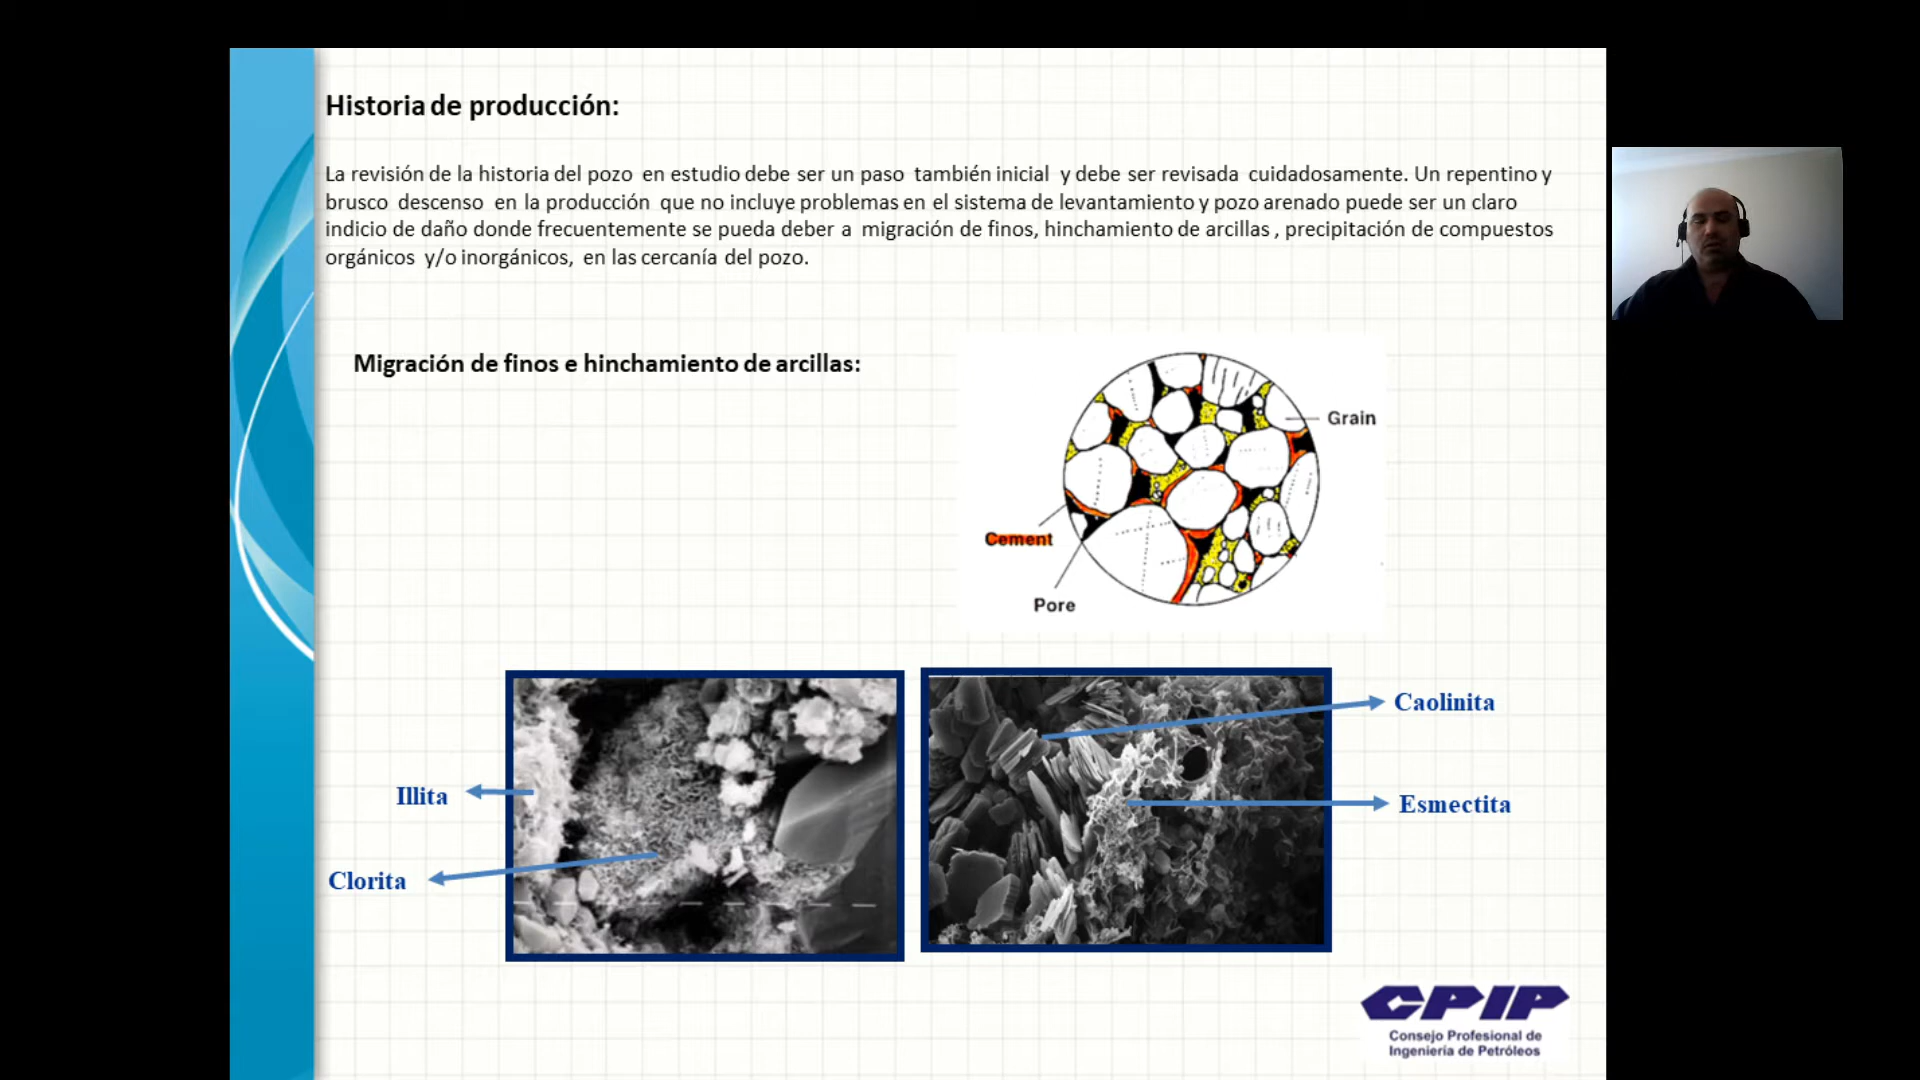 Historia de producción:
La revisión de la historia del pozo en estudio debe ser un paso también inicial y debe ser revisada cuidadosamente. Un repentino y
brusco descenso en la producción que no incluye problemas en el sistema de levantamiento y pozo arenado puede ser un claro
indicio de daño donde frecuentemente se pueda deber a migración de finos, hinchamiento de arcillas , precipitación de compuestos
orgánicos y/o inorgánicos, en las cercanía del pozo.
Migración de finos e hinchamiento de arcillas:
Grain
Cement
Pore
Caolinita
Illita
Esmectita
Clorita
CPIP
Consejo Profesional de
Ingeniería de Petróleos